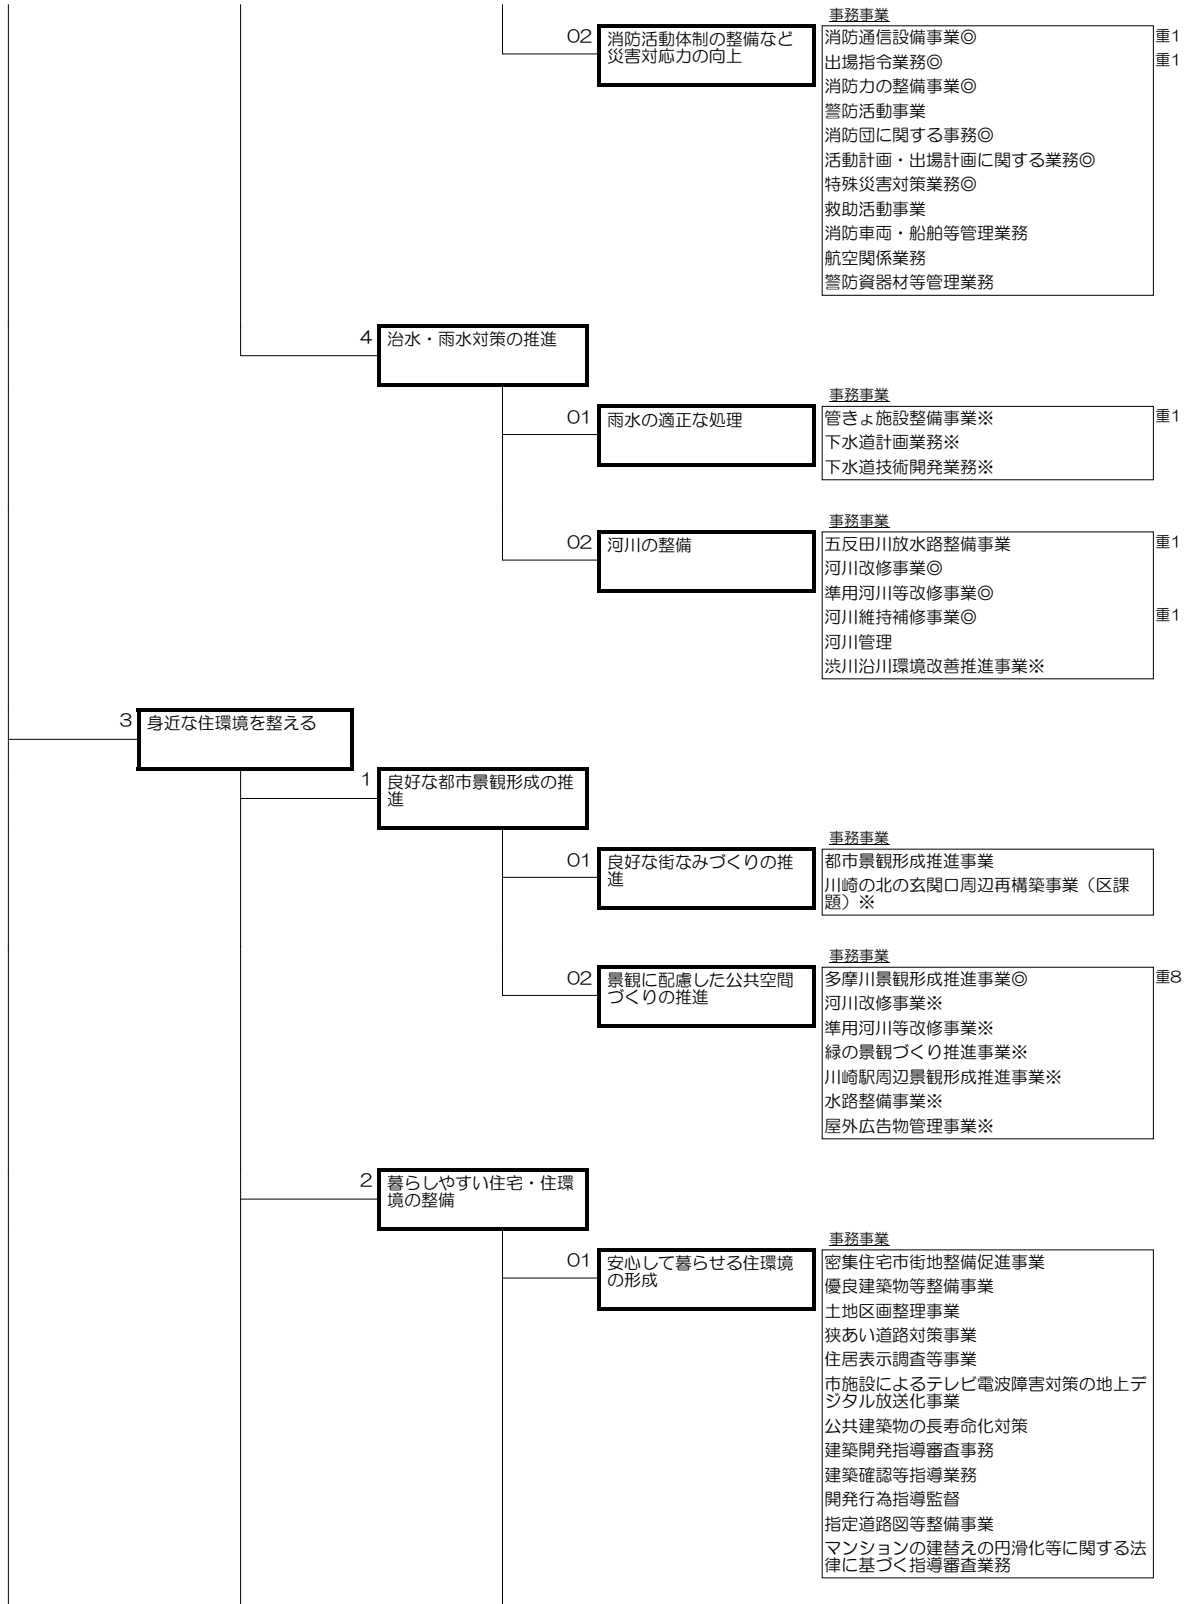 事務事業
02 消防活動体制の整備など
災害対応力の向上
消防通信設備事業◎ 重1
出場指令業務◎ 重1
消防力の整備事業◎
警防活動事業
消防団に関する事務◎
活動計画・出場計画に関する業務◎
特殊災害対策業務◎
救助活動事業
消防車両・船舶等管理業務
航空関係業務
警防資器材等管理業務
4 治水・雨水対策の推進
事務事業
01 雨水の適正な処理
管きょ施設整備事業※ 重1
下水道計画業務※
下水道技術開発業務※
事務事業
02 河川の整備
五反田川放水路整備事業 重1
河川改修事業◎
準用河川等改修事業◎
河川維持補修事業◎ 重1
河川管理
渋川沿川環境改善推進事業※
3 身近な住環境を整える
1 良好な都市景観形成の推
進
事務事業
01 良好な街なみづくりの推
進
都市景観形成推進事業
川崎の北の玄関口周辺再構築事業（区課
題）※
事務事業
02 景観に配慮した公共空間
づくりの推進
多摩川景観形成推進事業◎ 重8
河川改修事業※
準用河川等改修事業※
緑の景観づくり推進事業※
川崎駅周辺景観形成推進事業※
水路整備事業※
屋外広告物管理事業※
2 暮らしやすい住宅・住環
境の整備
事務事業
01 安心して暮らせる住環境
の形成
密集住宅市街地整備促進事業
優良建築物等整備事業
土地区画整理事業
狭あい道路対策事業
住居表示調査等事業
市施設によるテレビ電波障害対策の地上デ
ジタル放送化事業
公共建築物の長寿命化対策
建築開発指導審査事務
建築確認等指導業務
開発行為指導監督
指定道路図等整備事業
マンションの建替えの円滑化等に関する法
律に基づく指導審査業務